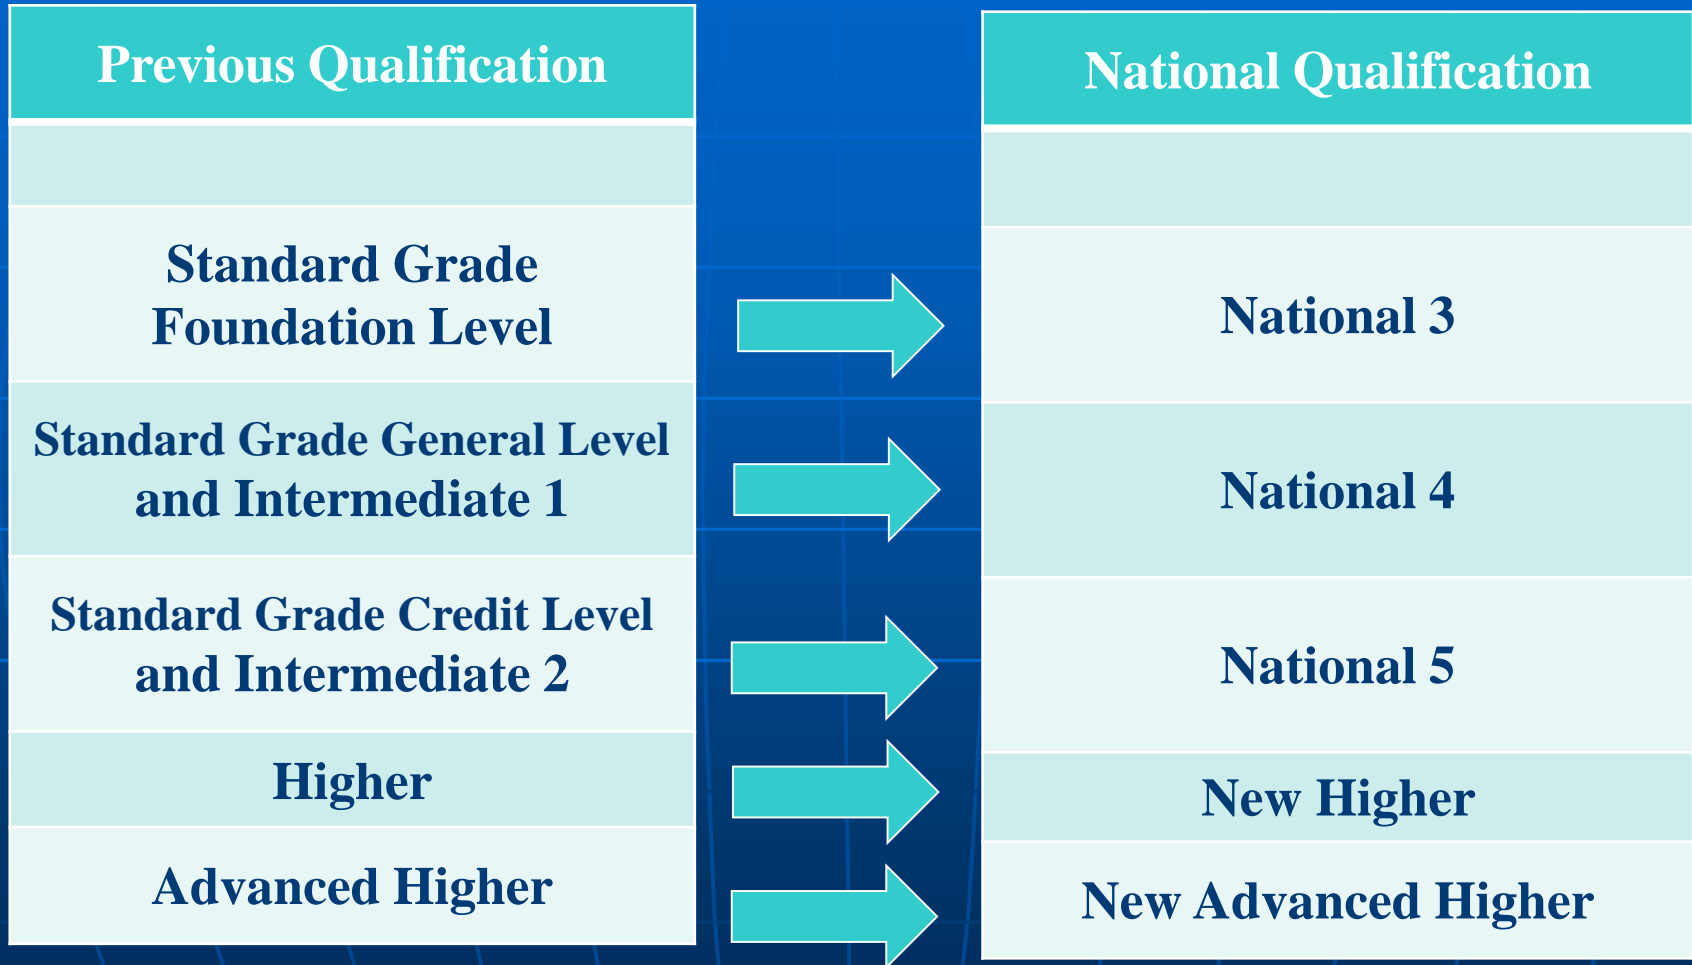 Previous Qualification
Standard Grade
Foundation Level
Standard Grade General Level
and Intermediate 1
Standard Grade Credit Level
and Intermediate 2
Higher
Advanced Higher
National Qualification
National 3
National 4
National 5
New Higher
New Advanced Higher